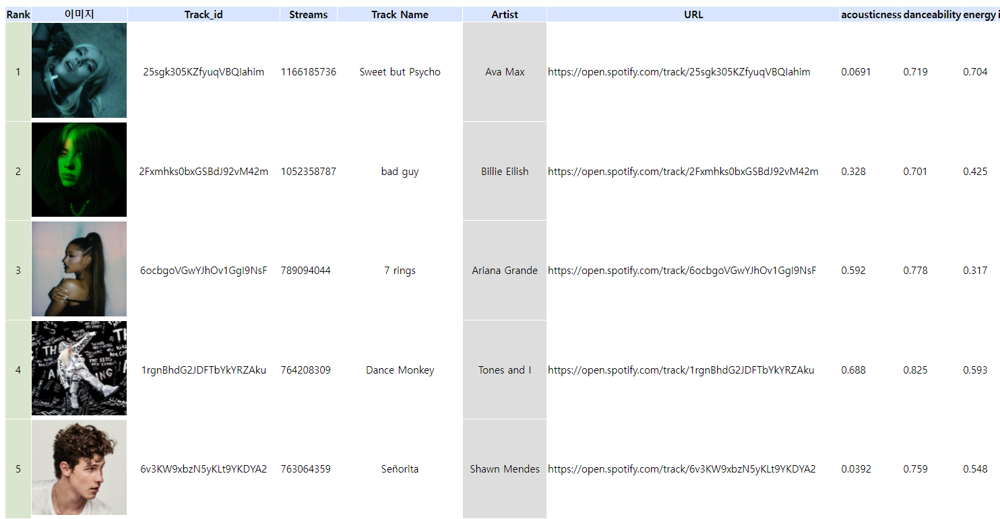 Rank 이미지 Track_id Streams Track Name Artist URL acousticness danceability energy i
1 25sgk305KZfyuqVBQIahim 1166185736 Sweet but Psycho Ava Max https://open.spotify.com/track/25sgk305KZfyuqVBQIahim 0.0691 0.719 0.704
2 2Fxmhks0bxGSBdJ92vM42m 1052358787 bad guy Billie Eilish https://open.spotify.com/track/2Fxmhks0bxGSBdJ92vM42m 0.328 0.701 0.425
3 6ocbgoVGwYJhOv1GgI9NsF 789094044 7 rings Ariana Grande https://open.spotify.com/track/6ocbgoVGwYJhOv1GgI9NsF 0.592 0.778 0.317
4 1rgnBhdG2JDFTbYkYRZAku 764208309 Dance Monkey Tones and I https://open.spotify.com/track/1rgnBhdG2JDFTbYkYRZAku 0.688 0.825 0.593
5 6v3KW9xbzN5yKLt9YKDYA2 763064359 Señorita Shawn Mendes https://open.spotify.com/track/6v3KW9xbzN5yKLt9YKDYA2 0.0392 0.759 0.548